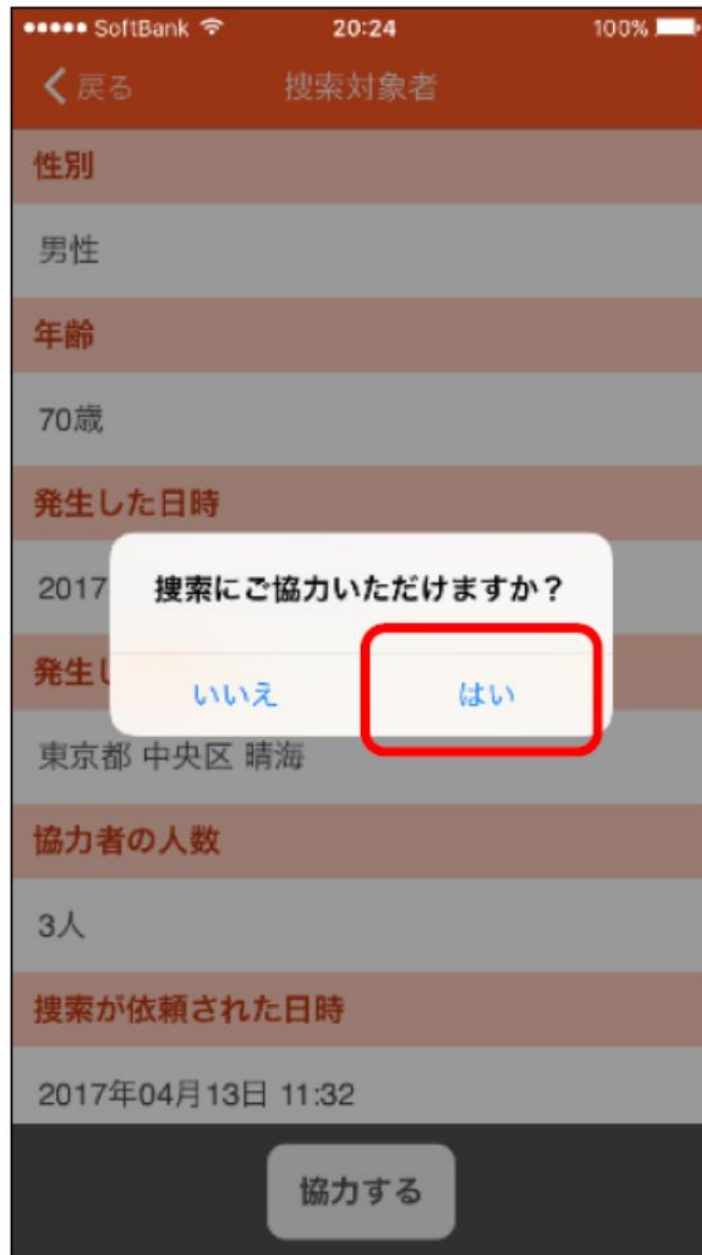 SoftBank 20:24 100%
戻る 捜索対象者
性別
男性
年齢
70歳
発生した日時
2017
捜索にご協力いただけますか？
発生し
いいえ はい
東京都 中央区 晴海
協力者の人数
3人
捜索が依頼された日時
2017年04月13日 11:32
協力する